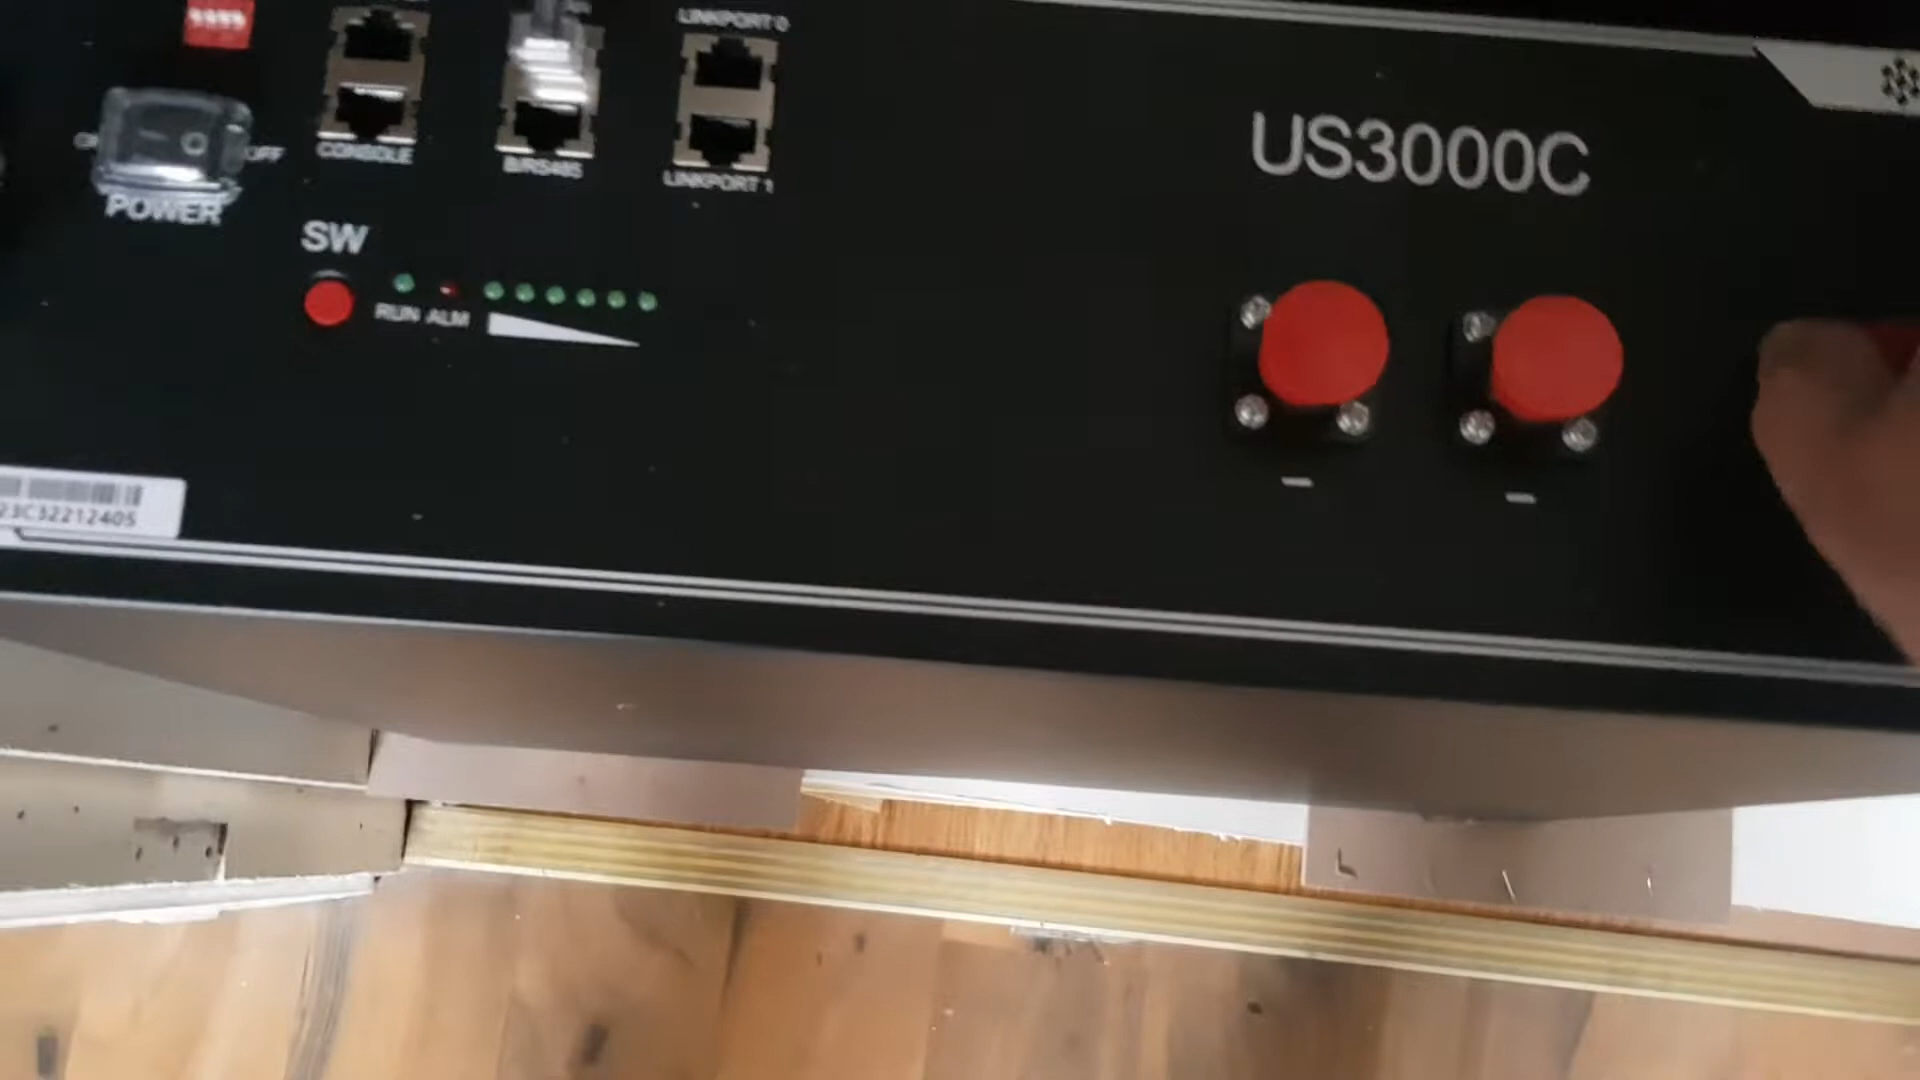 LINKPORT 0
US3000C
OFF
CONSOLE
B/RS485
LINKPORT 1
POWER
SW
RUN ALM
23C32212405